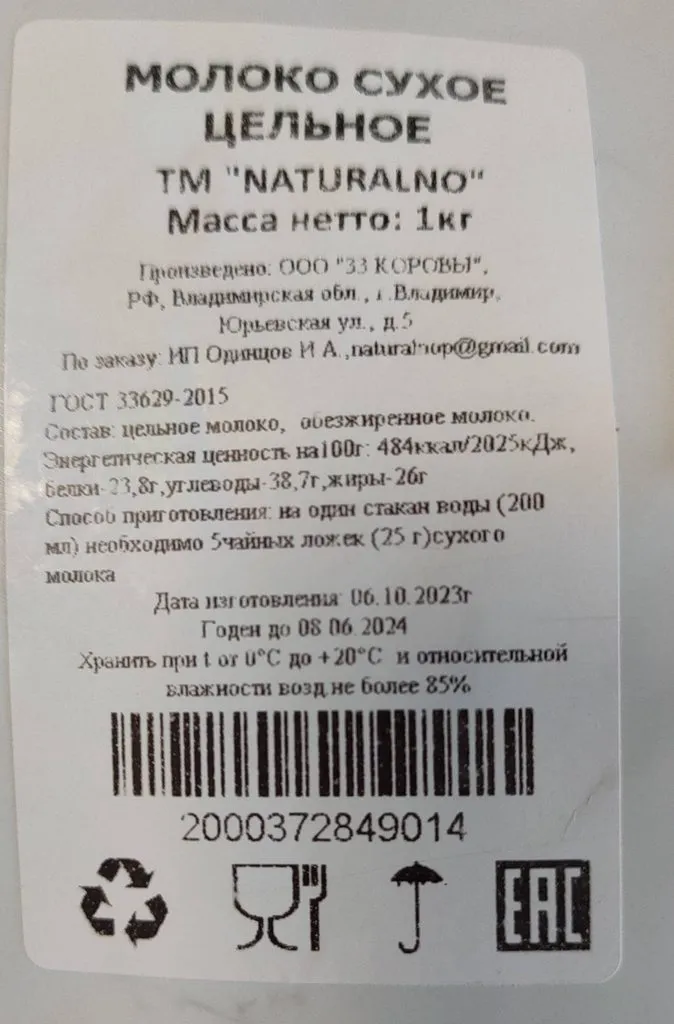 МОЛОКО СУХОЕ
ЦЕЛЬНОЕ
ТМ "NATURALNO"
Масса нетто: 1кг
Произведено: ООО "33 КОРОВЫ",
РФ, Владимирская обл., г.Владимир,
Юрьевская ул., д.5
По заказу: ИП Одинцов И А.,
ГОСТ 33629-2015
Состав: цельное молоко, обезжиренное молоко.
Энергетическая ценность на100г: 484ккал/2025кДж,
белки-23,8г,углеводы-38,7г,жиры-26г
Способ приготовления: на один стакан воды (200
мл) необходимо 5чайных ложек (25 г)сухого
молока
Дата изготовления: 06.10.2023г
Годен до 08 06.2024
Хранить при t от 0°C до +20°C и относительной
влажности возд.не более 85%
2000372849014
EAC